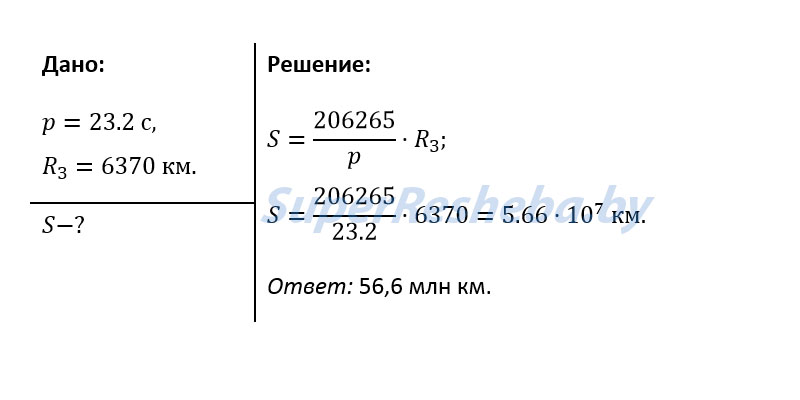 Дано:
p = 23.2 с,
R₃ = 6370 км.
S−?
Решение:
S = 206265/p · R₃;
S = 206265/23.2 · 6370 = 5.66 · 10⁷ км.
Ответ: 56,6 млн км.
SuperResheba.by